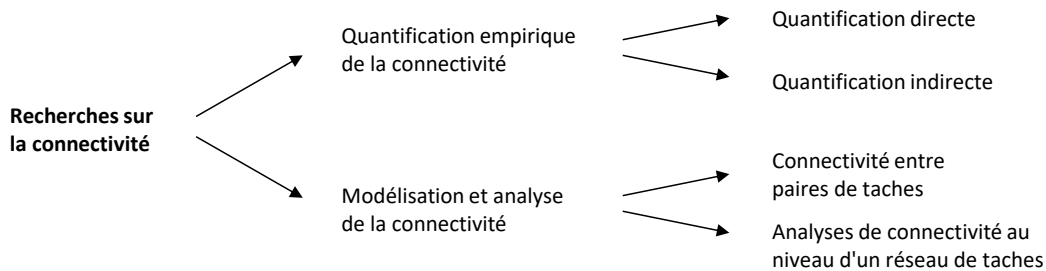 Recherches sur
la connectivité
Quantification empirique
de la connectivité
Quantification directe
Quantification indirecte
Modélisation et analyse
de la connectivité
Connectivité entre
paires de taches
Analyses de connectivité au
niveau d'un réseau de taches